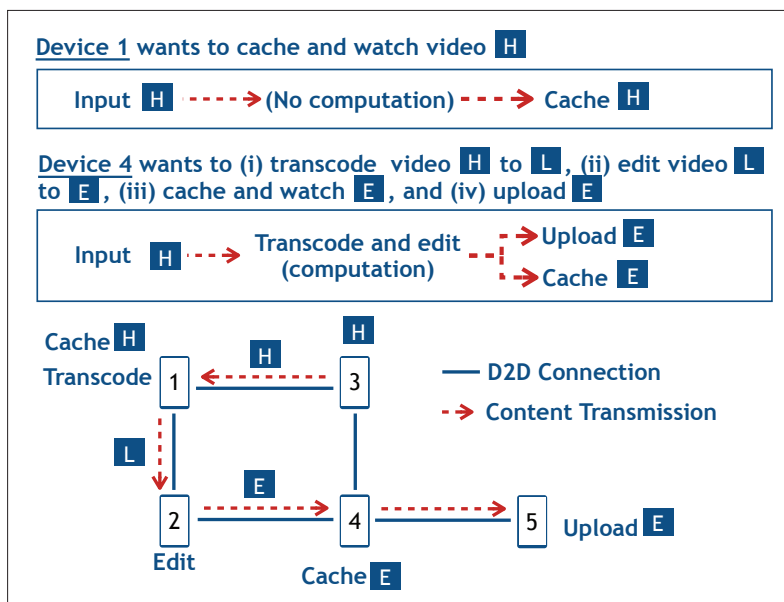 Device 1 wants to cache and watch video H
Input H (No computation) Cache H
Device 4 wants to (i) transcode video H to L, (ii) edit video L
to E, (iii) cache and watch E, and (iv) upload E
Input H Transcode and edit
(computation) Upload E
Cache E
Cache H
Transcode
1
H
H
3
D2D Connection
Content Transmission
L
2
Edit
E
4
Cache E
5
Upload E